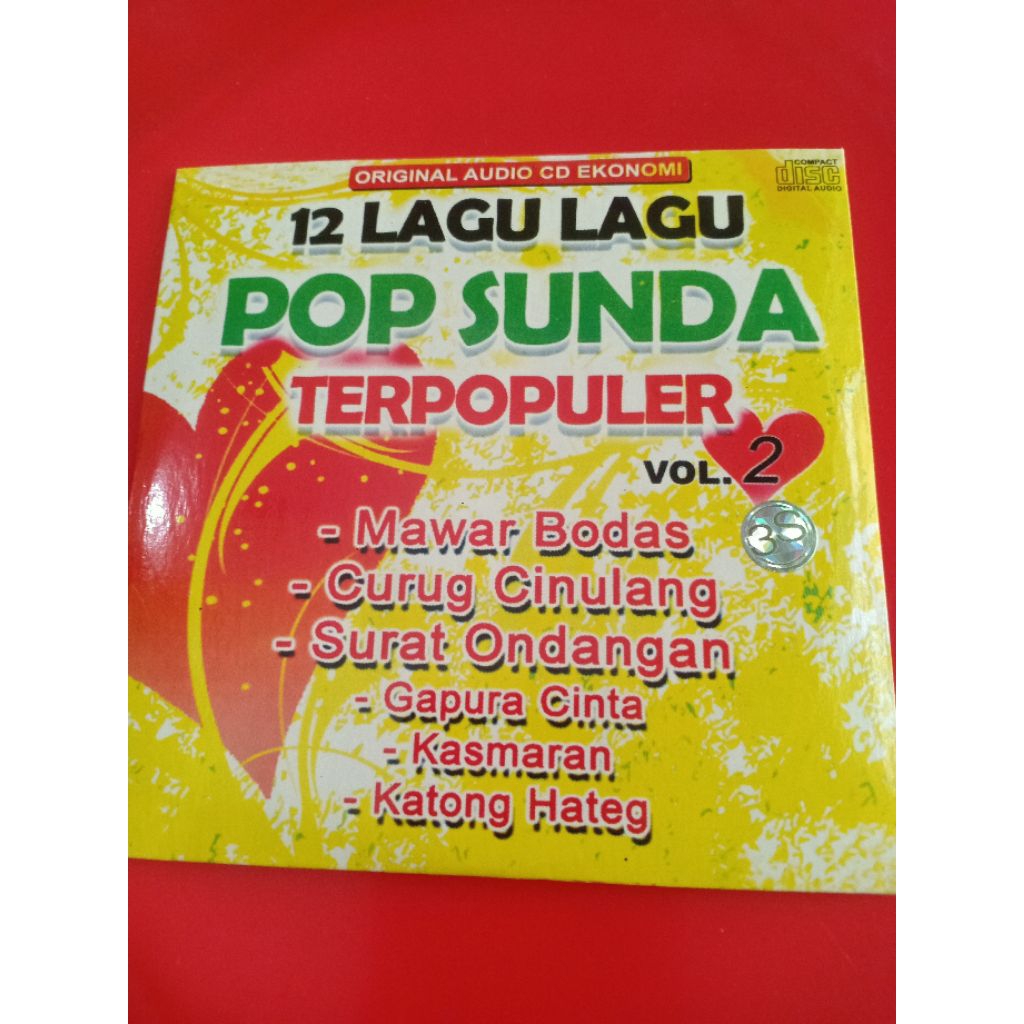 ORIGINAL AUDIO CD EKONOMI
COMPACT
disc
DIGITAL AUDIO
12 LAGU LAGU
POP SUNDA
TERPOPULER
VOL. 2
- Mawar Bodas
3S
- Curug Cinulang
- Surat Ondangan
- Gapura Cinta
- Kasmaran
- Katong Hateg